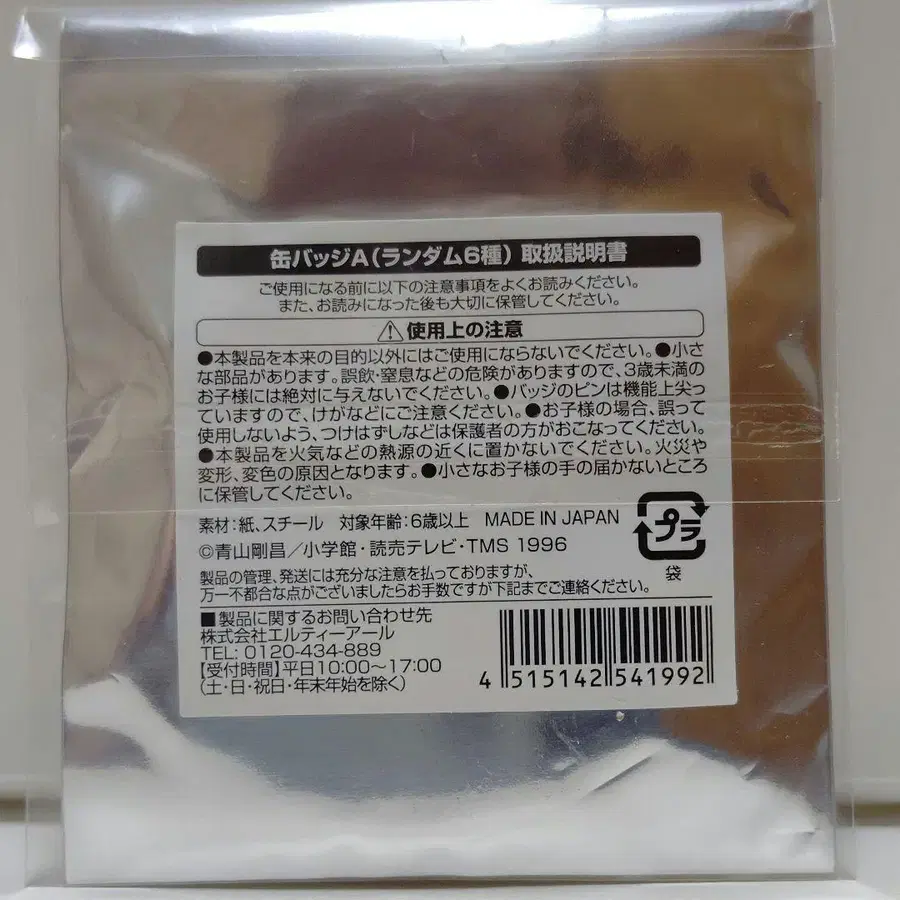 缶バッジA(ランダム6種) 取扱説明書
ご使用になる前に以下の注意事項をよくお読みください。
また、お読みになった後も大切に保管してください。
使用上の注意
●本製品を本来の目的以外にはご使用にならないでください。●小さ
な部品があります。誤飲・窒息などの危険がありますので、3歳未満の
お子様には絶対に与えないでください。●バッジのピンは機能上尖っ
ていますので、けがなどにご注意ください。●お子様の場合、誤って
使用しないよう、つけはずしなどは保護者の方がおこなってください。
●本製品を火気などの熱源の近くに置かないでください。火災や
変形、変色の原因となります。●小さなお子様の手の届かないところ
に保管してください。
素材:紙、スチール 対象年齢:6歳以上 MADE IN JAPAN
©青山剛昌/小学館・読売テレビ・TMS 1996
プラ
袋
製品の管理、発送には充分な注意を払っておりますが、
万一不都合な点がございましたらお手数ですが下記までご連絡ください。
■製品に関するお問い合わせ先
株式会社エルティーアール
TEL: 0120-434-889
【受付時間】平日10:00〜17:00
(土・日・祝日・年末年始を除く)
4 515142 541992